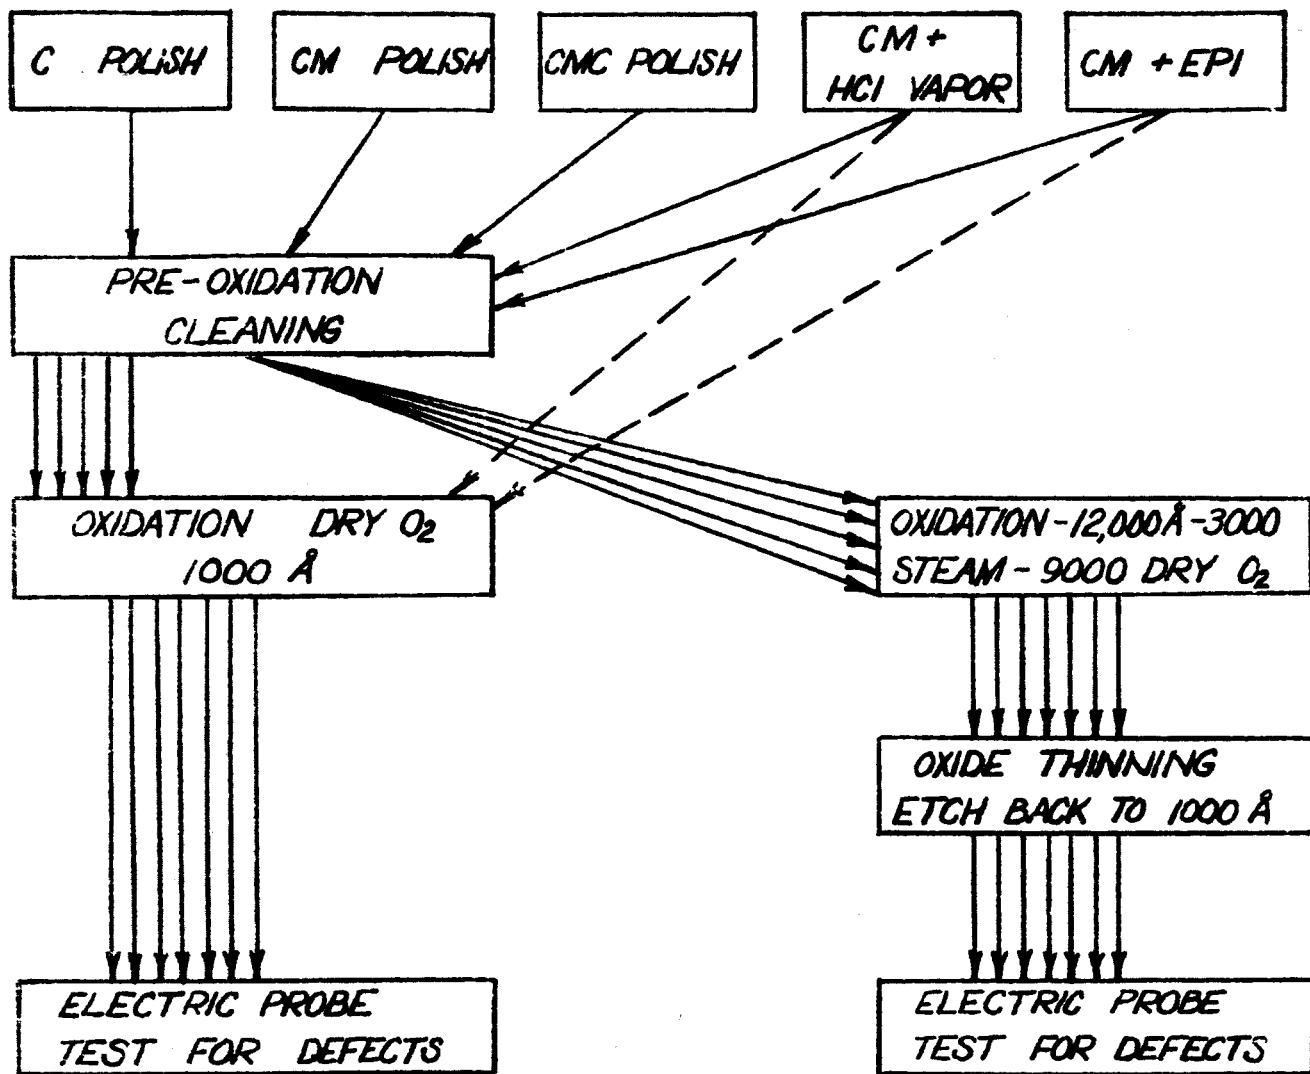 C POLISH
CM POLISH
CMC POLISH
CM +
HCl VAPOR
CM + EPI
PRE-OXIDATION
CLEANING
OXIDATION DRY O₂
1000 Å
OXIDATION - 12,000Å - 3000
STEAM - 9000 DRY O₂
OXIDE THINNING
ETCH BACK TO 1000 Å
ELECTRIC PROBE
TEST FOR DEFECTS
ELECTRIC PROBE
TEST FOR DEFECTS